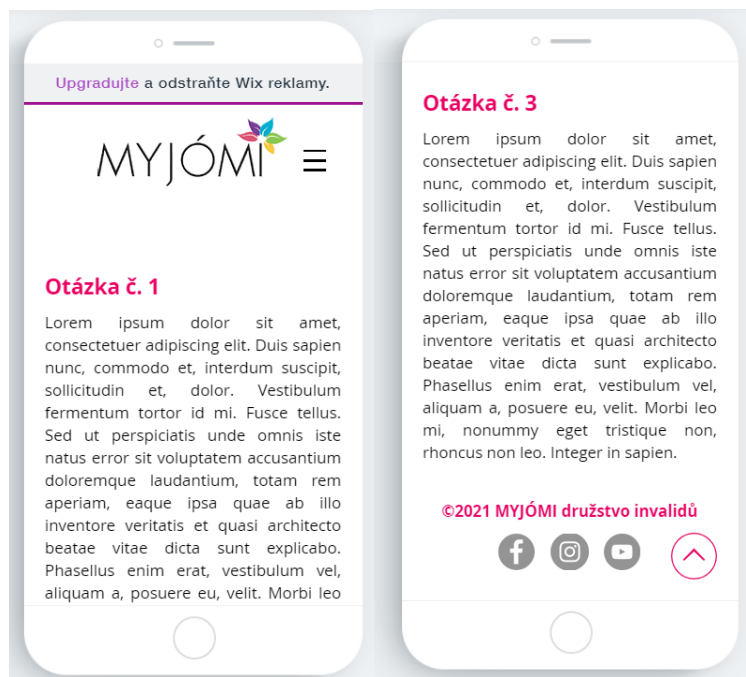 Upgradujte a odstraňte Wix reklamy.
MYJÓMI
Otázka č. 1
Lorem ipsum dolor sit amet,
consectetuer adipiscing elit. Duis sapien
nunc, commodo et, interdum suscipit,
sollicitudin et, dolor. Vestibulum
fermentum tortor id mi. Fusce tellus.
Sed ut perspiciatis unde omnis iste
natus error sit voluptatem accusantium
doloremque laudantium, totam rem
aperiam, eaque ipsa quae ab illo
inventore veritatis et quasi architecto
beatae vitae dicta sunt explicabo.
Phasellus enim erat, vestibulum vel,
aliquam a, posuere eu, velit. Morbi leo
Otázka č. 3
Lorem ipsum dolor sit amet,
consectetuer adipiscing elit. Duis sapien
nunc, commodo et, interdum suscipit,
sollicitudin et, dolor. Vestibulum
fermentum tortor id mi. Fusce tellus.
Sed ut perspiciatis unde omnis iste
natus error sit voluptatem accusantium
doloremque laudantium, totam rem
aperiam, eaque ipsa quae ab illo
inventore veritatis et quasi architecto
beatae vitae dicta sunt explicabo.
Phasellus enim erat, vestibulum vel,
aliquam a, posuere eu, velit. Morbi leo
mi, nonummy eget tristique non,
rhoncus non leo. Integer in sapien.
©2021 MYJÓMI družstvo invalidů